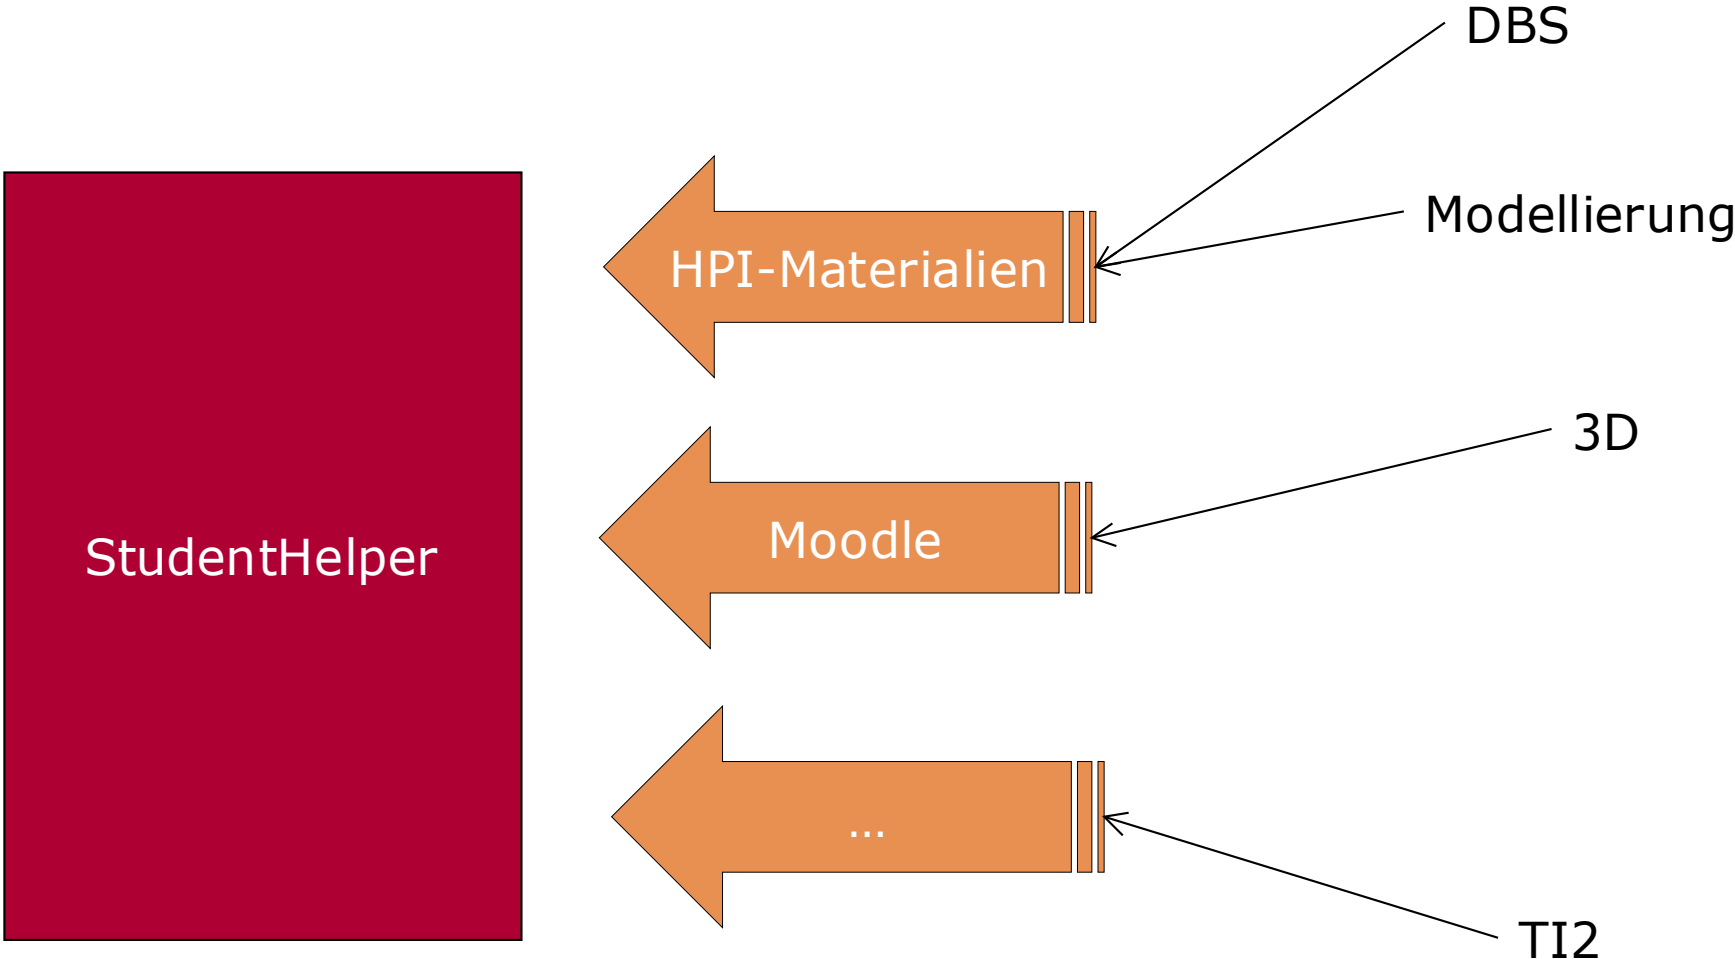 DBS
Modellierung
HPI-Materialien
3D
Moodle
StudentHelper
...
TI2